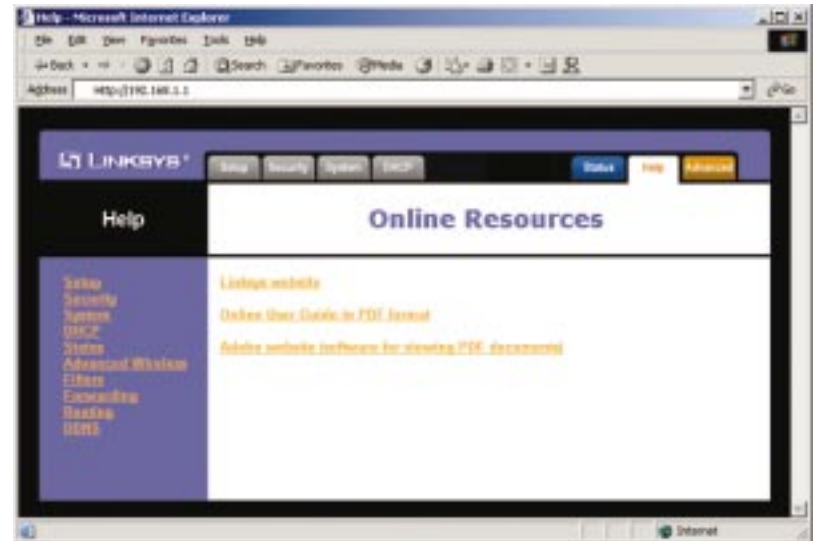 Help - Microsoft Internet Explorer
File Edit View Favorites Tools Help
Back Search Favorites Media
Address http://192.168.1.1 Go
LINKSYS®
Setup Security System DHCP Status Help Advanced
Help
Online Resources
Setup
Security
System
DHCP
Status
Advanced Wireless
Filters
Forwarding
Routing
DDNS
Linksys website
Online User Guide in PDF format
Adobe website (software for viewing PDF documents)
Internet